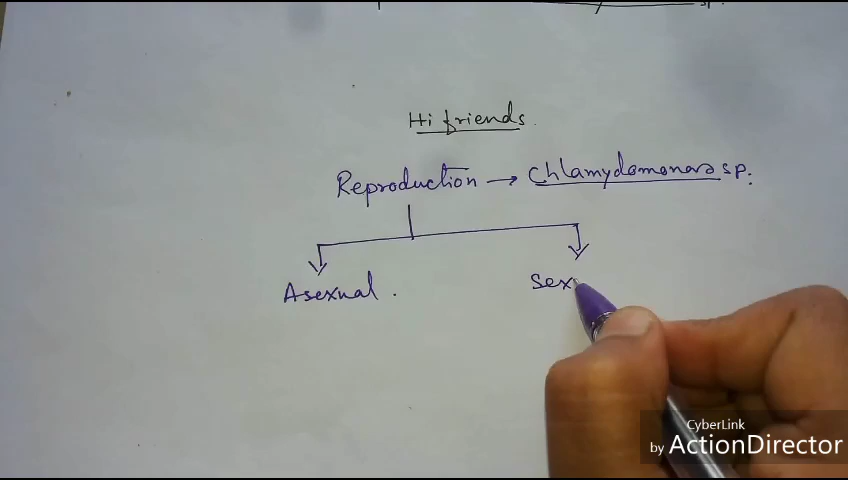 Hi friends.
Reproduction → Chlamydomonas sp.
Asexual .
Sex
CyberLink
by ActionDirector